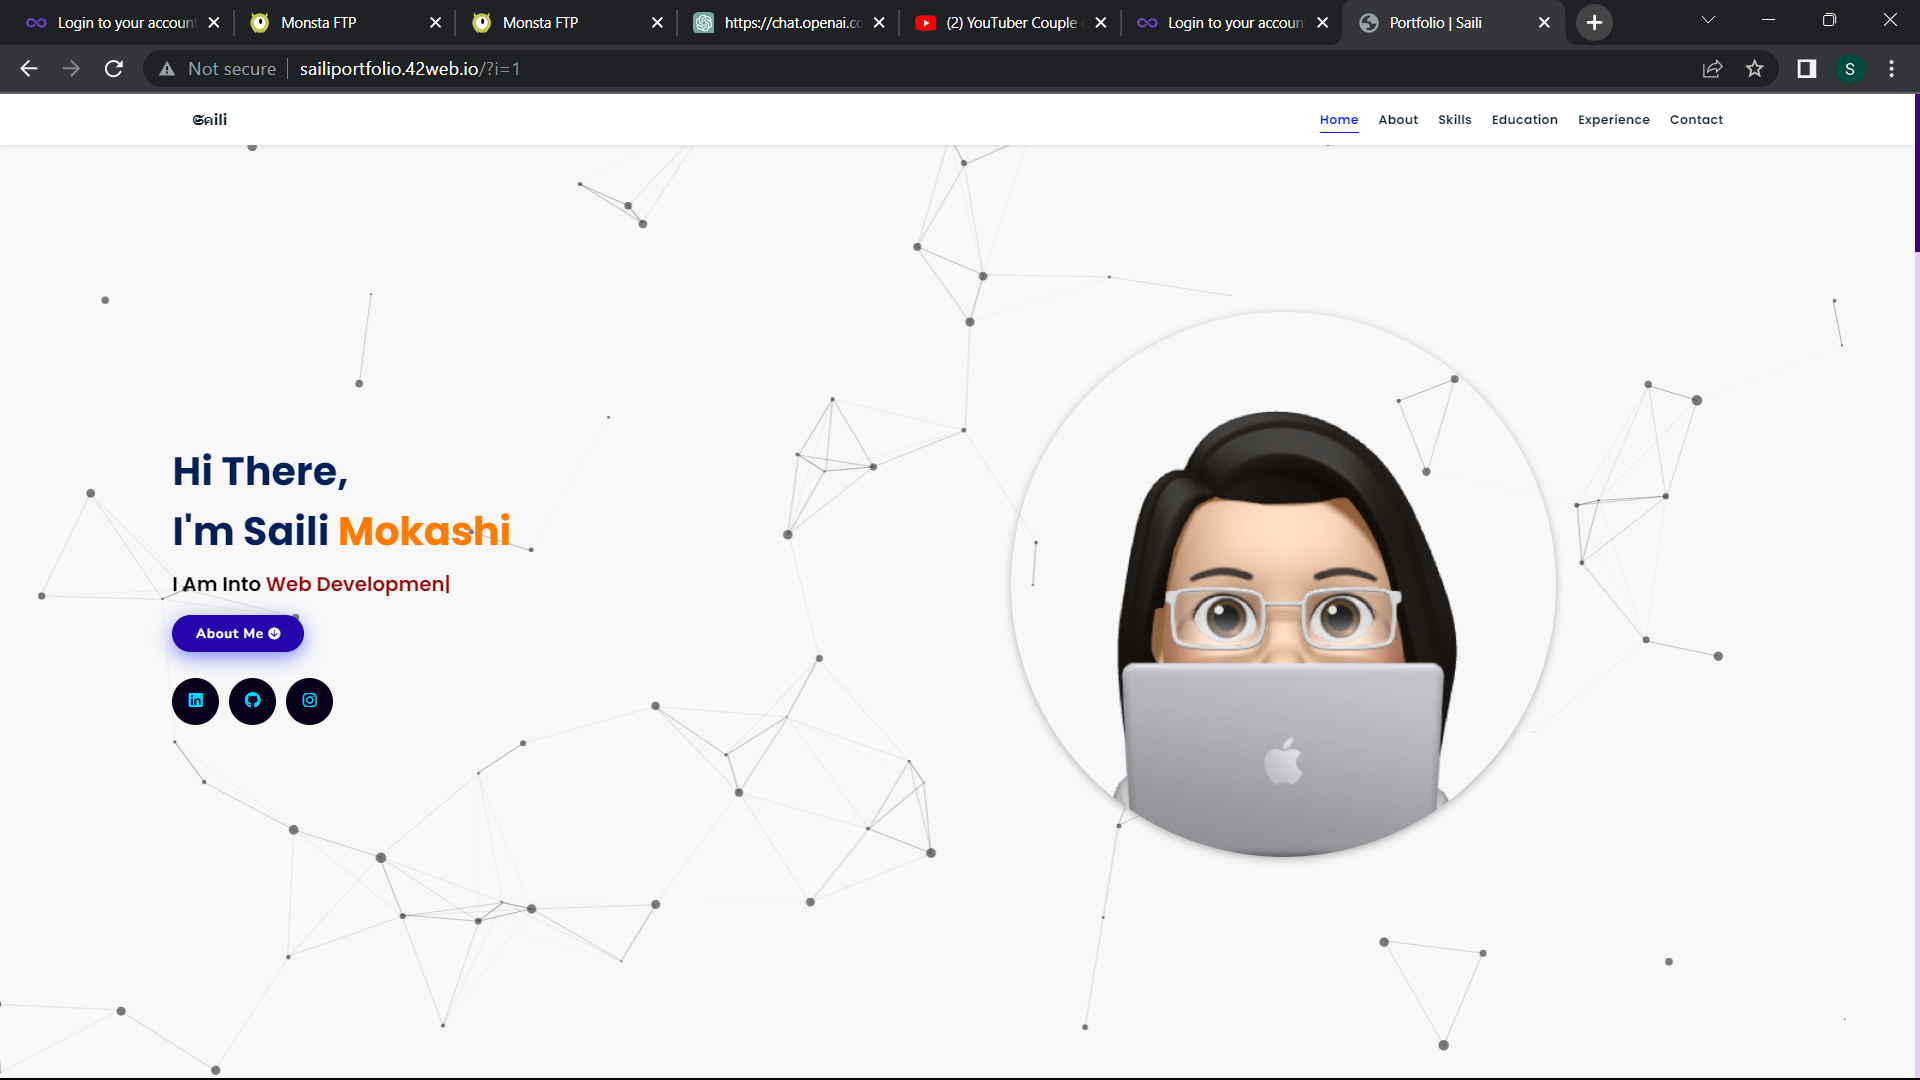 Login to your accoun
Monsta FTP
Monsta FTP
https://chat.openai.co
(2) YouTuber Couple
Login to your accoun
Portfolio | Saili
Not secure
sailiportfolio.42web.io/?i=1
S
Saili
Home
About
Skills
Education
Experience
Contact
Hi There,
I'm Saili Mokashi
I Am Into Web Developmen|
About Me